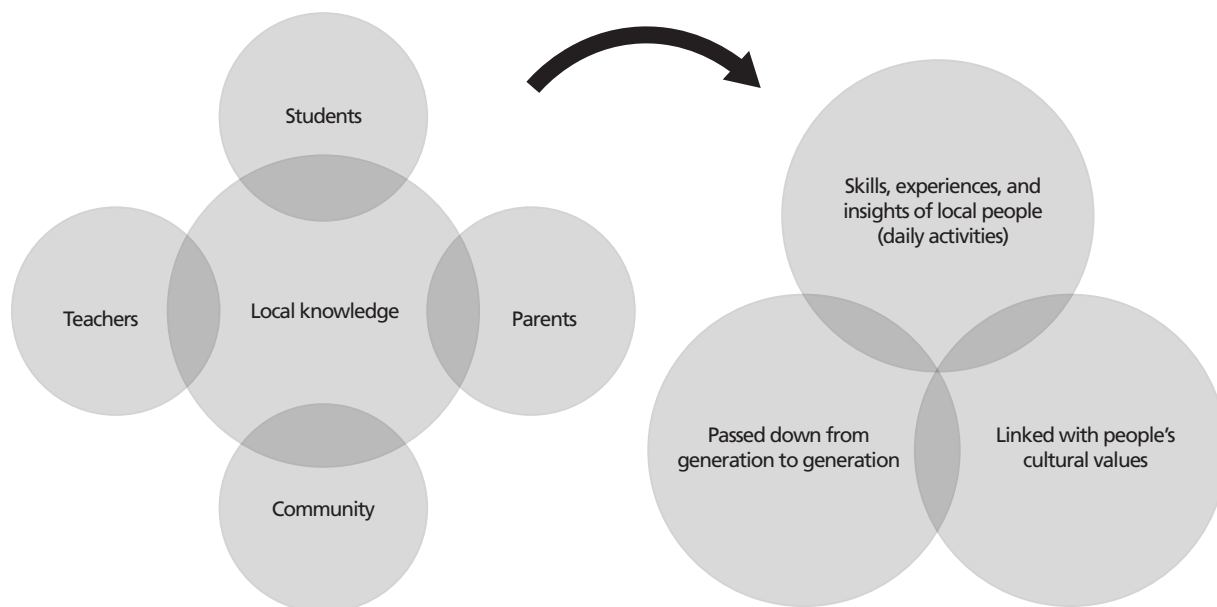 Students
Teachers
Local knowledge
Parents
Community
Skills, experiences, and
insights of local people
(daily activities)
Passed down from
generation to generation
Linked with people’s
cultural values